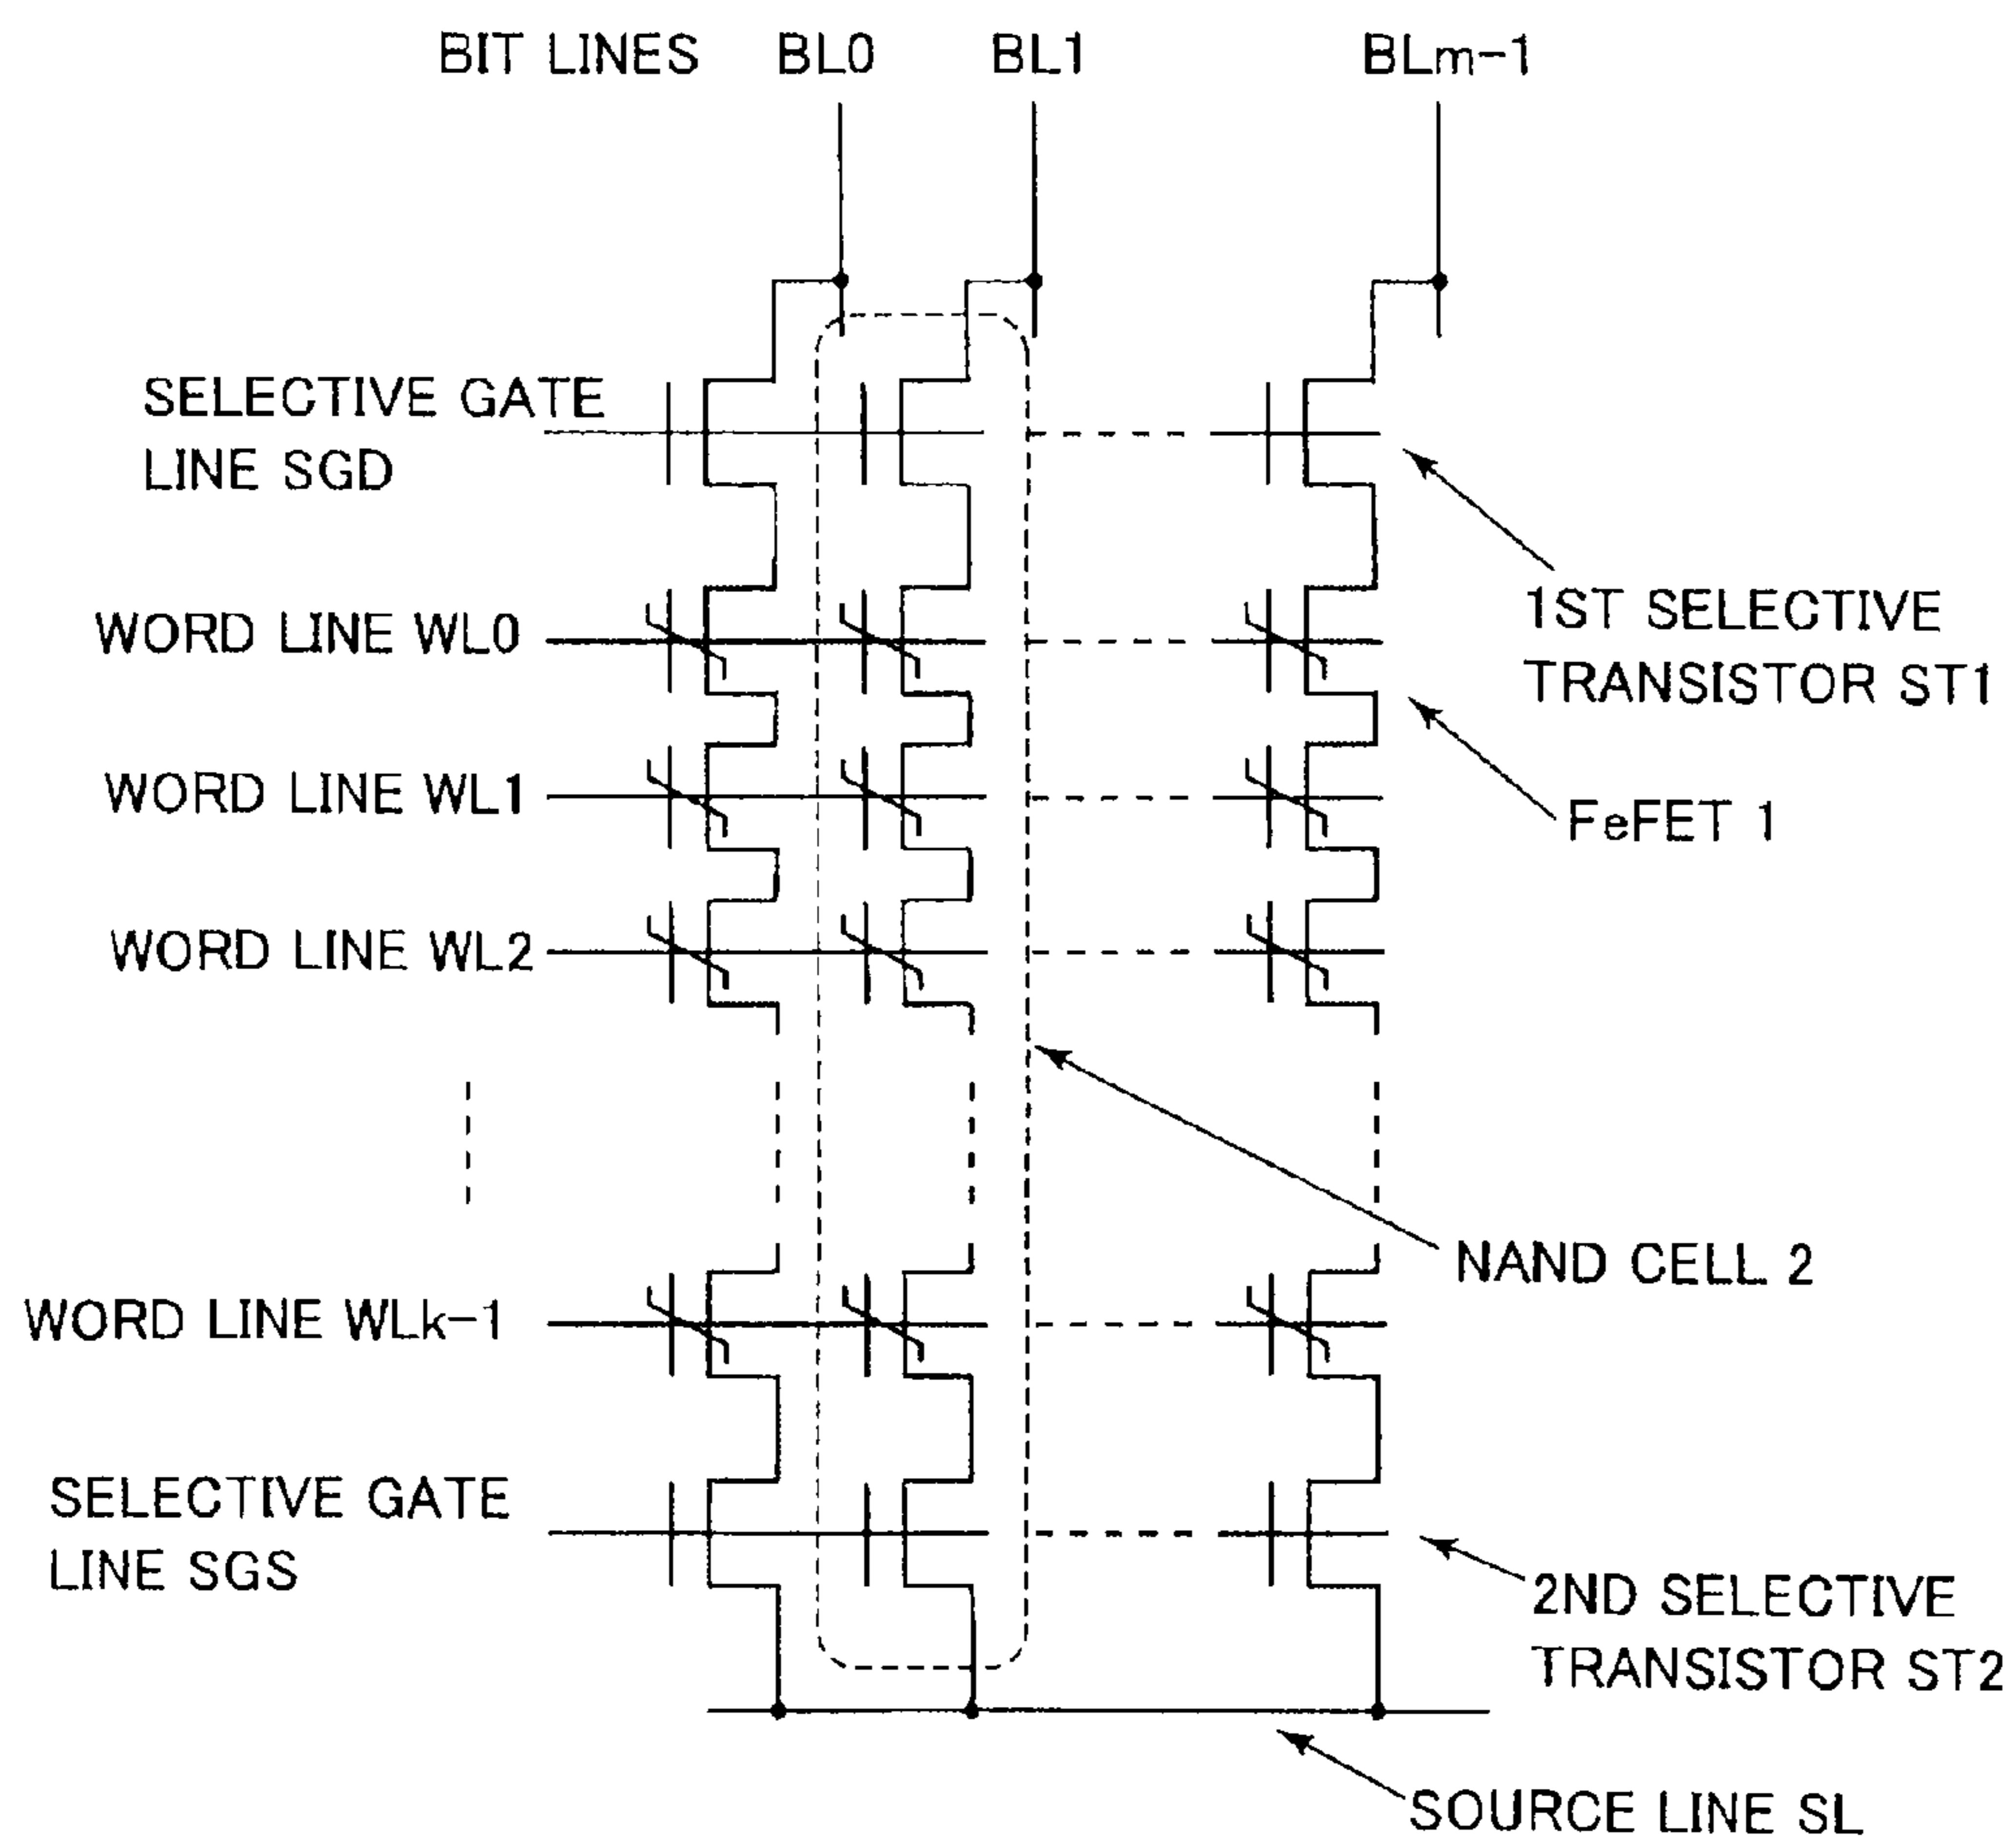 BIT LINES BL0 BL1 BLm-1
SELECTIVE GATE
LINE SGD
WORD LINE WL0
1ST SELECTIVE
TRANSISTOR ST1
WORD LINE WL1
FeFET 1
WORD LINE WL2
NAND CELL 2
WORD LINE WLk-1
SELECTIVE GATE
LINE SGS
2ND SELECTIVE
TRANSISTOR ST2
SOURCE LINE SL